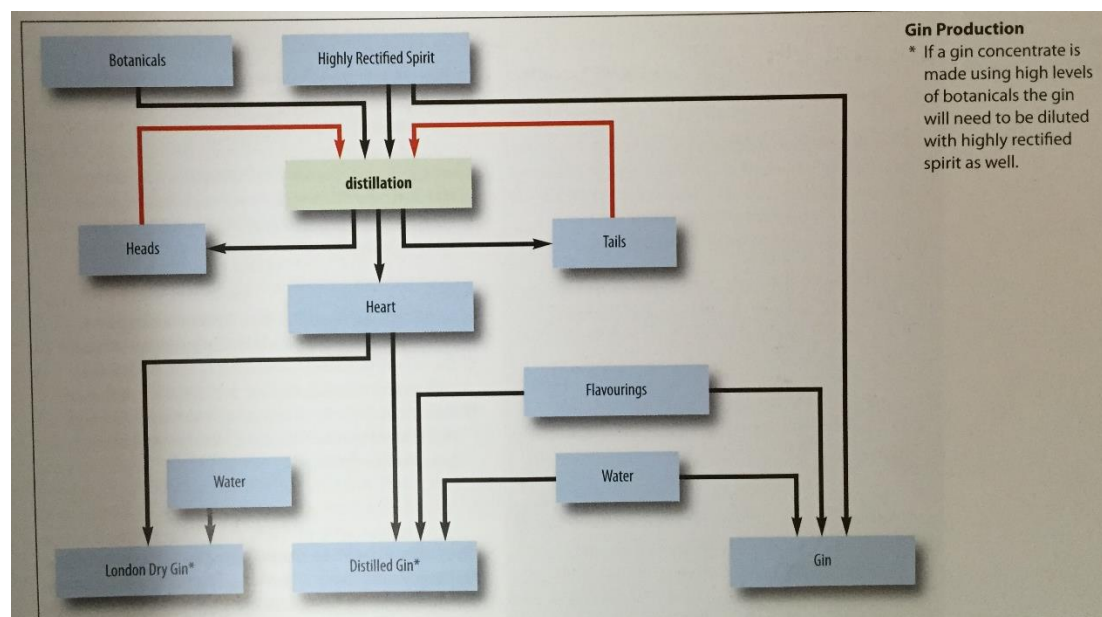 Gin Production
* If a gin concentrate is
made using high levels
of botanicals the gin
will need to be diluted
with highly rectified
spirit as well.
Botanicals
Highly Rectified Spirit
distillation
Heads
Tails
Heart
Flavourings
Water
Water
London Dry Gin*
Distilled Gin*
Gin